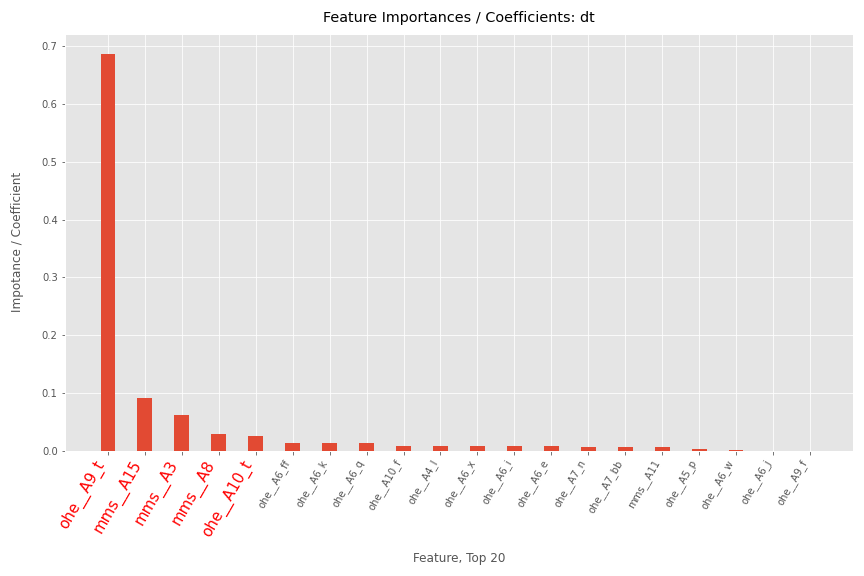 Feature Importances / Coefficients: dt
0.7
0.6
0.5
0.4
0.3
0.2
0.1
0.0
Impotance / Coefficient
ohe__A9_t
mms__A15
mms__A3
mms__A8
ohe__A10_t
ohe__A6_ff
ohe__A6_k
ohe__A6_q
ohe__A10_f
ohe__A4_l
ohe__A6_x
ohe__A6_i
ohe__A6_e
ohe__A7_n
ohe__A7_bb
mms__A11
ohe__A5_p
ohe__A6_w
ohe__A6_j
ohe__A9_f
Feature, Top 20